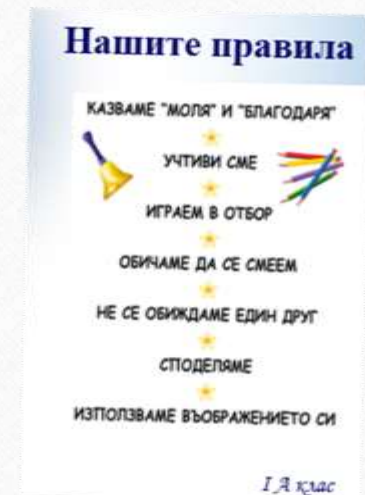 Нашите правила
КАЗВАМЕ "МОЛЯ" И "БЛАГОДАРЯ"
УЧТИВИ СМЕ
ИГРАЕМ В ОТБОР
ОБИЧАМЕ ДА СЕ СМЕЕМ
НЕ СЕ ОБИЖДАМЕ ЕДИН ДРУГ
СПОДЕЛЯМЕ
ИЗПОЛЗВАМЕ ВЪОБРАЖЕНИЕТО СИ
I A клас